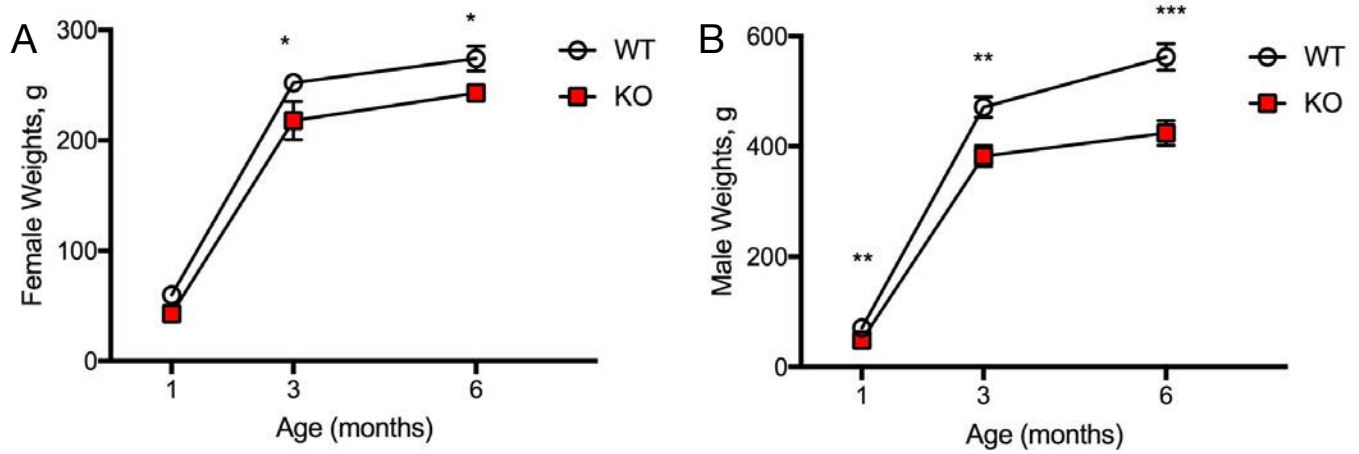 A
Female Weights, g
300
200
100
0
*
*
1
3
6
Age (months)
WT
KO
B
Male Weights, g
600
400
200
0
**
**
***
1
3
6
Age (months)
WT
KO